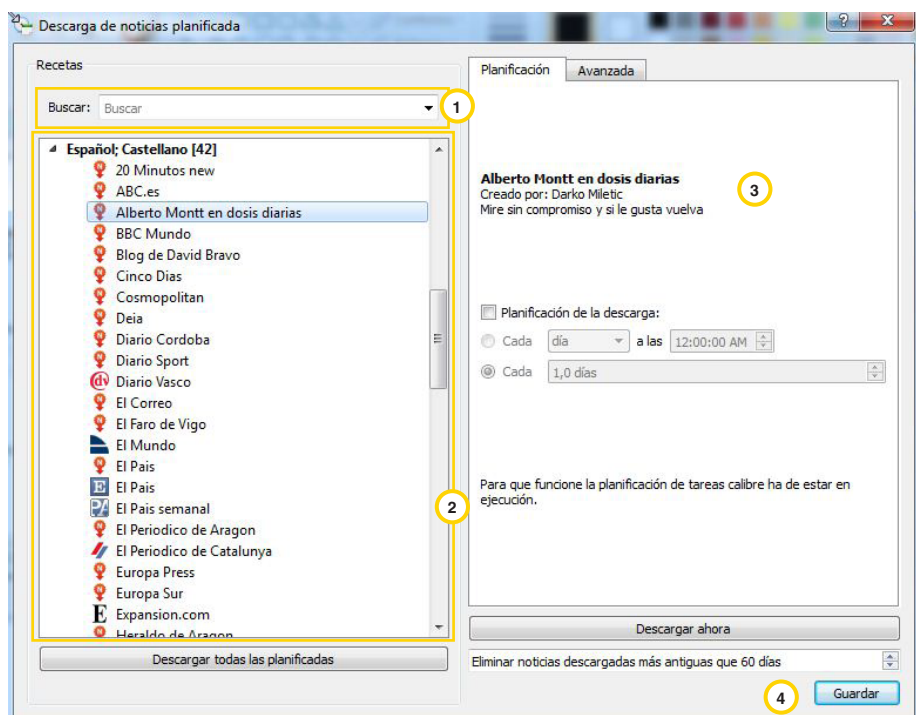 Descarga de noticias planificada
?
X
Recetas
Buscar: Buscar
1
Español; Castellano [42]
20 Minutos new
ABC.es
Alberto Montt en dosis diarias
BBC Mundo
Blog de David Bravo
Cinco Dias
Cosmopolitan
Deia
Diario Cordoba
Diario Sport
dv Diario Vasco
El Correo
El Faro de Vigo
El Mundo
El Pais
E El Pais
El Pais semanal
El Periodico de Aragon
El Periodico de Catalunya
Europa Press
Europa Sur
E Expansion.com
Heraldo de Aragon
2
Descargar todas las planificadas
Planificación Avanzada
Alberto Montt en dosis diarias
Creado por: Darko Miletic
Mire sin compromiso y si le gusta vuelva
3
Planificación de la descarga:
Cada día a las 12:00:00 AM
Cada 1,0 días
Para que funcione la planificación de tareas calibre ha de estar en
ejecución.
Descargar ahora
Eliminar noticias descargadas más antiguas que 60 días
4
Guardar